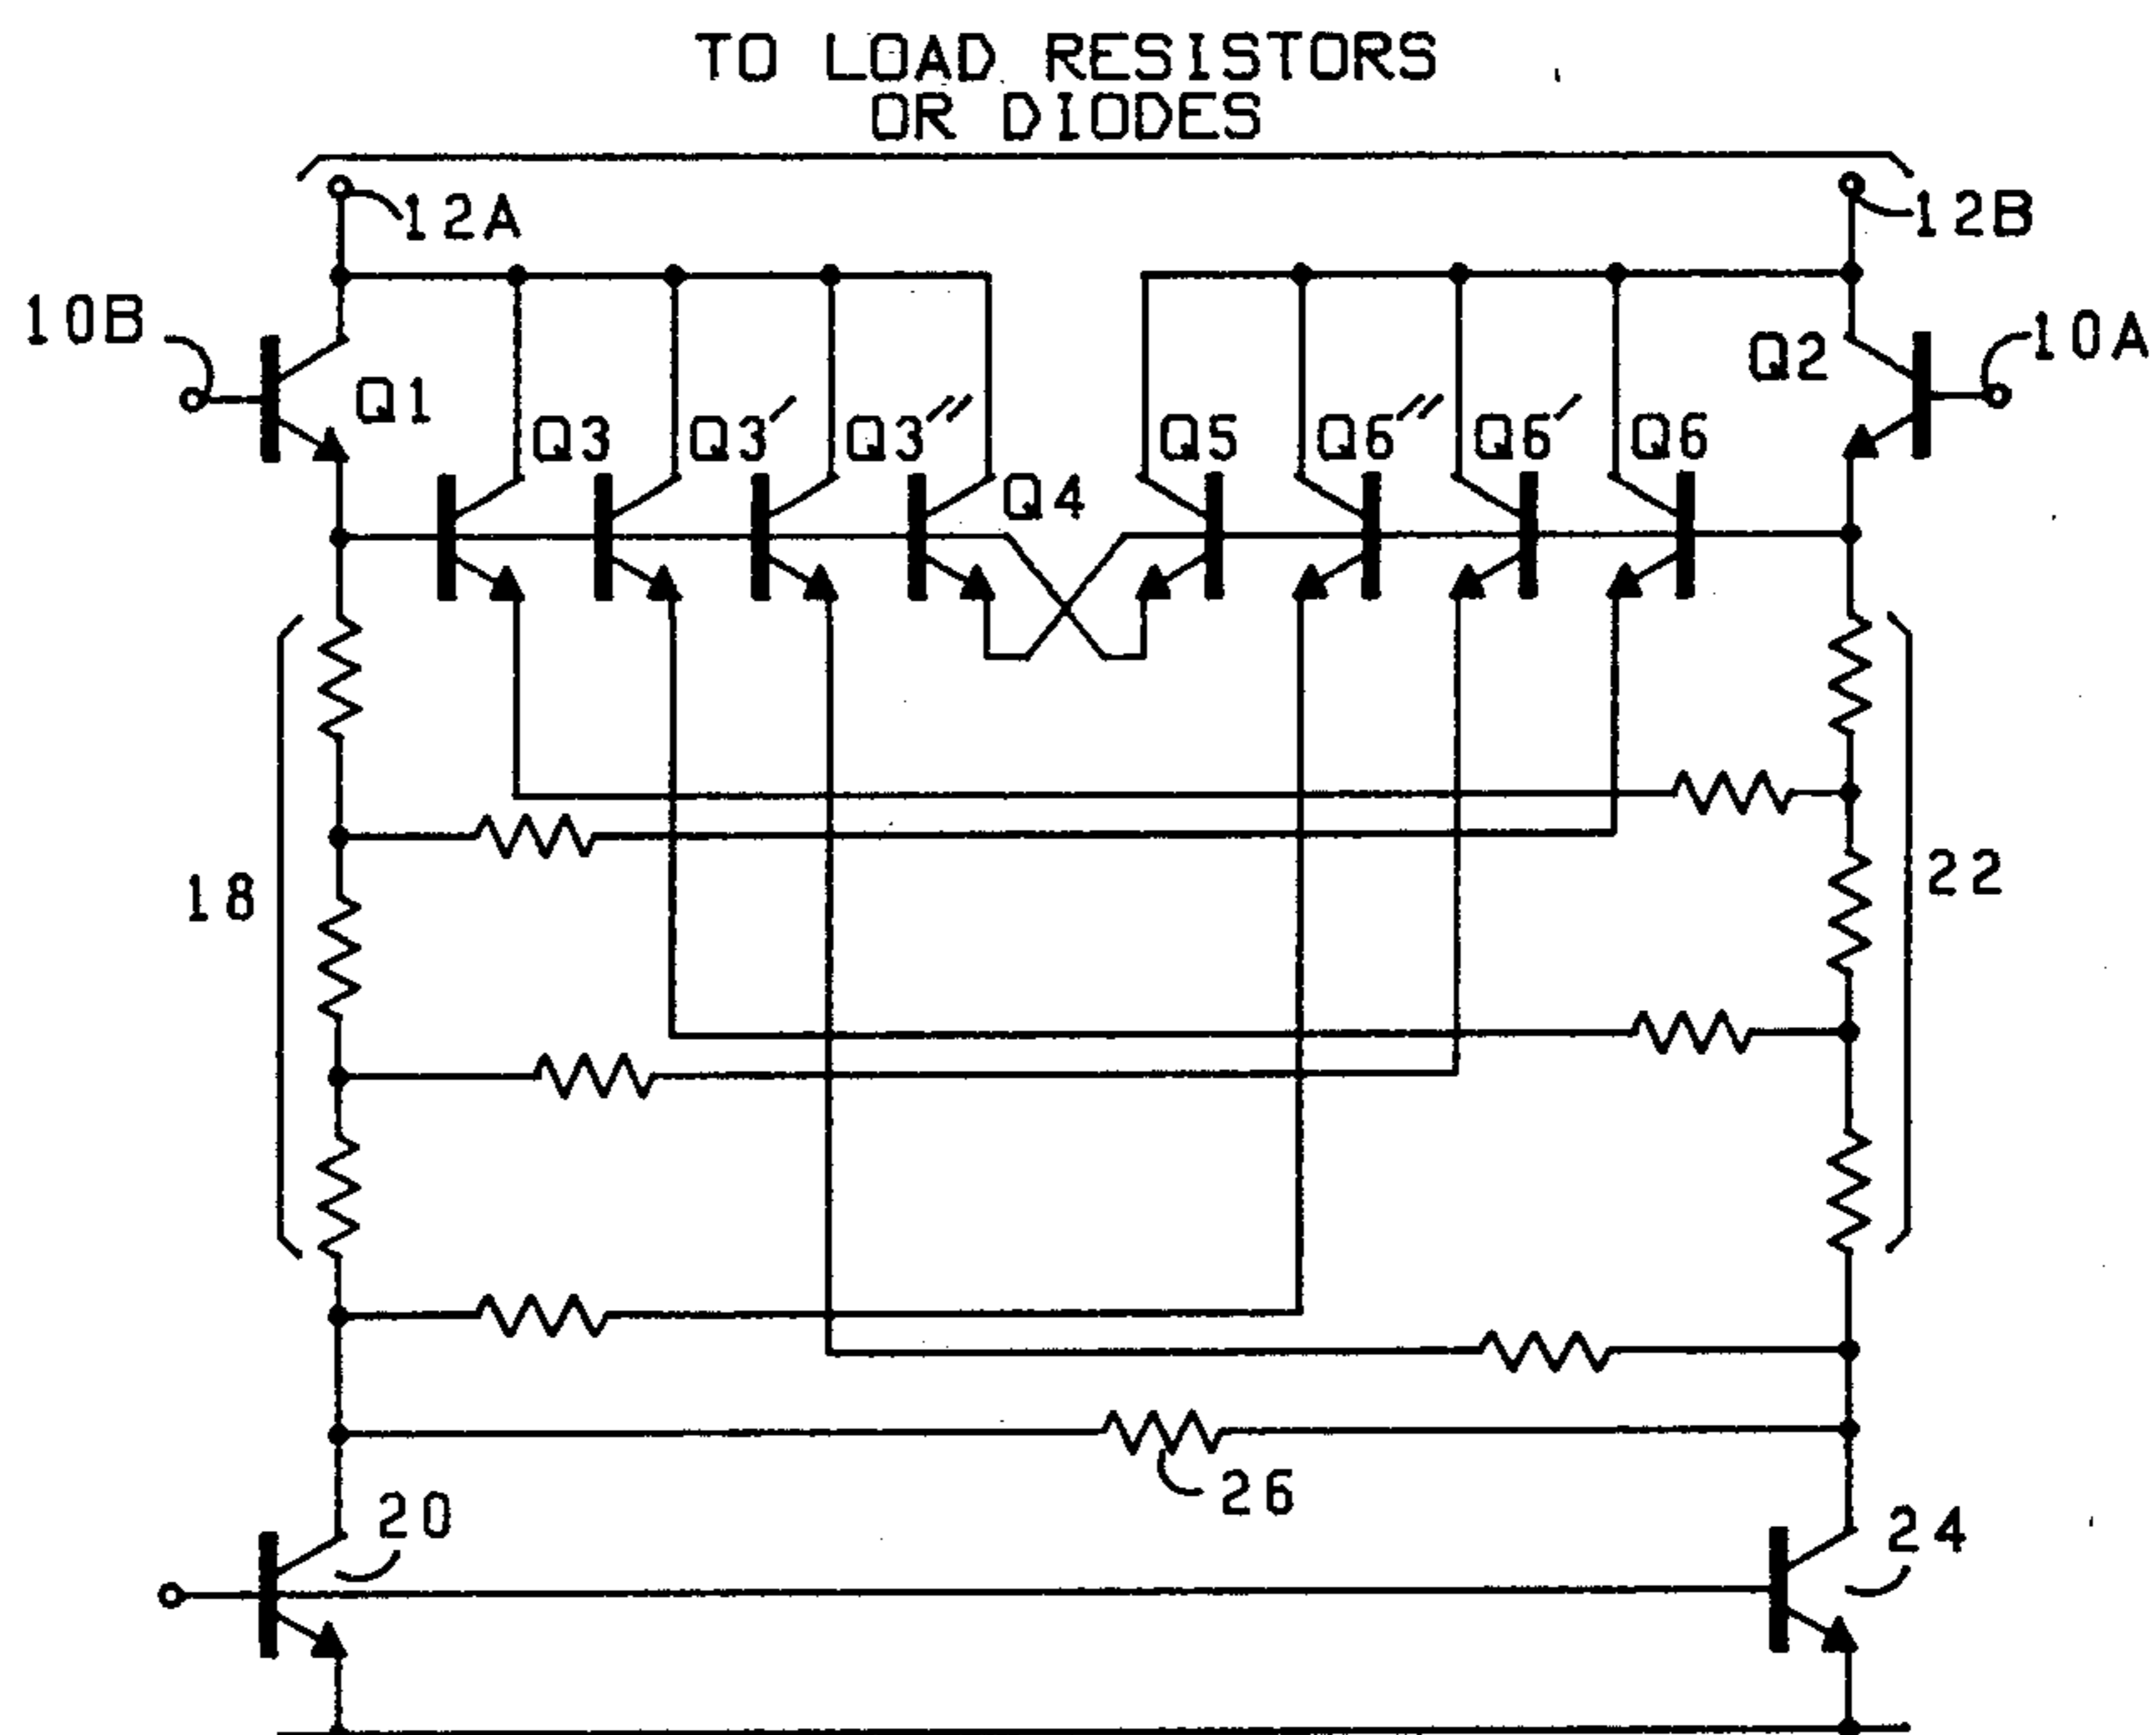 TO LOAD RESISTORS
OR DIODES
12A
12B
10B
10A
Q1
Q2
Q3
Q3′
Q3″
Q4
Q5
Q6″
Q6′
Q6
18
22
26
20
24